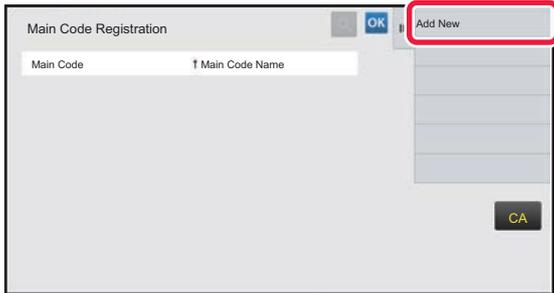 Main Code Registration
OK
Add New
Main Code
Main Code Name
CA